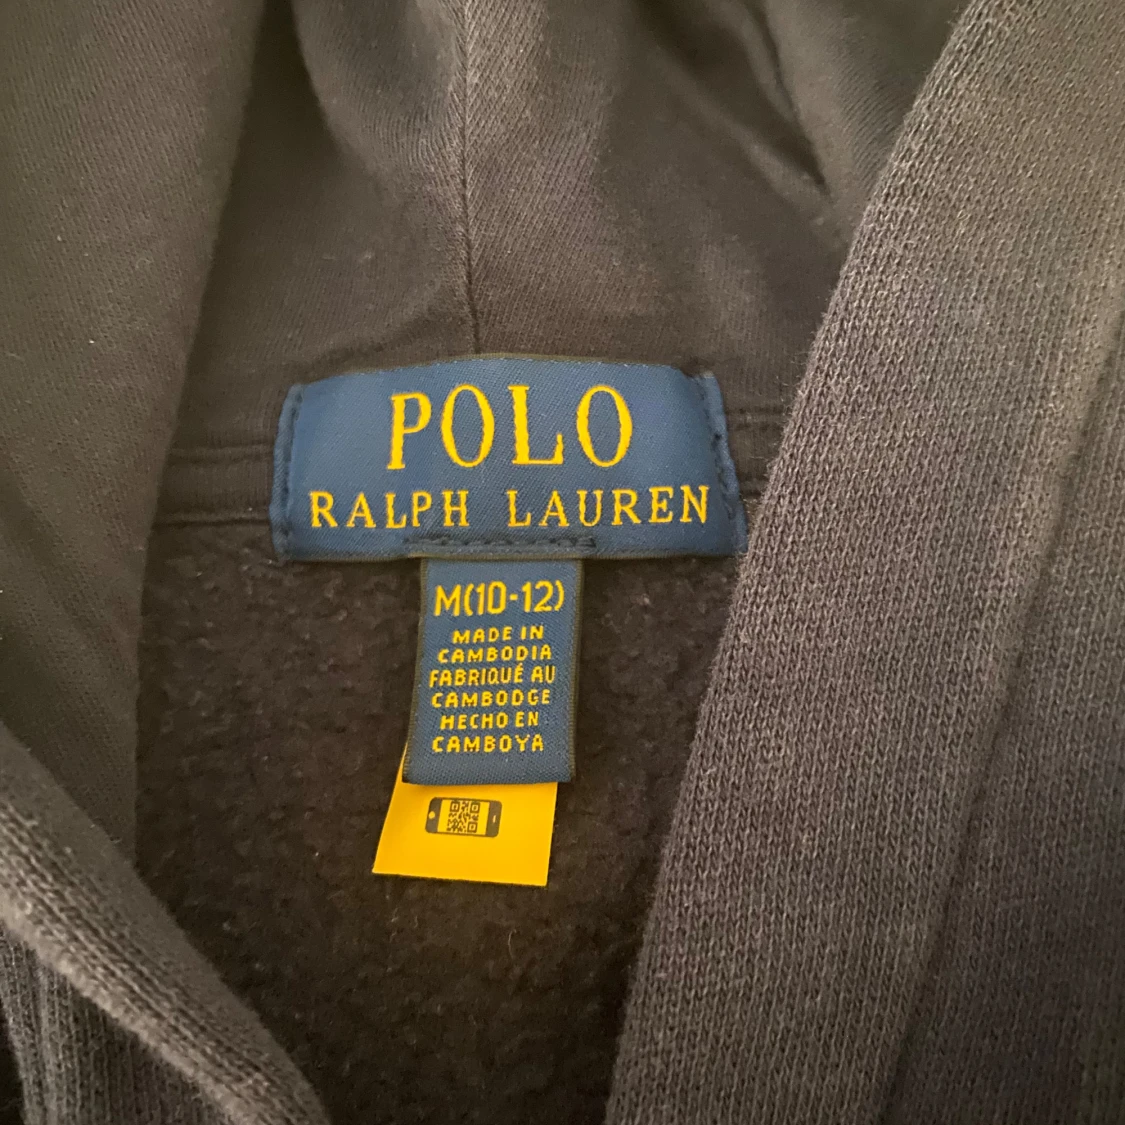 POLO
RALPH LAUREN
M(10-12)
MADE IN
CAMBODIA
FABRIQUÉ AU
CAMBODGE
HECHO EN
CAMBOYA